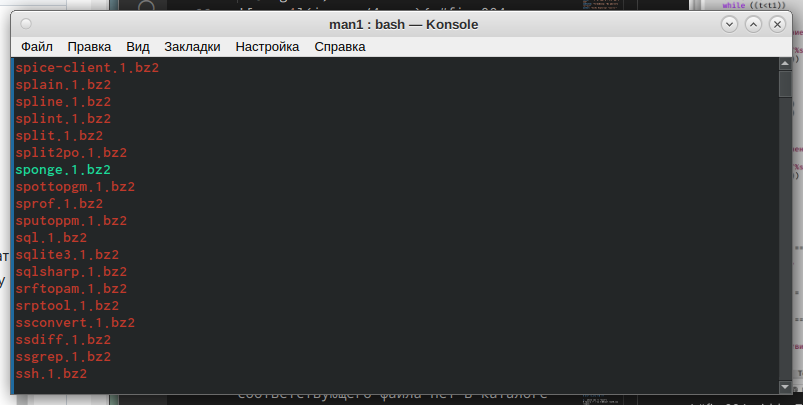 while ((t<t1))
man1 : bash — Konsole
Файл Правка Вид Закладки Настройка Справка
spice-client.1.bz2
splain.1.bz2
spline.1.bz2
splint.1.bz2
split.1.bz2
split2po.1.bz2
sponge.1.bz2
spottopgm.1.bz2
sprof.1.bz2
sputoppm.1.bz2
sql.1.bz2
sqlite3.1.bz2
sqlsharp.1.bz2
srftopam.1.bz2
srptool.1.bz2
ssconvert.1.bz2
ssdiff.1.bz2
ssgrep.1.bz2
ssh.1.bz2
соответствующего файла нет в каталоге